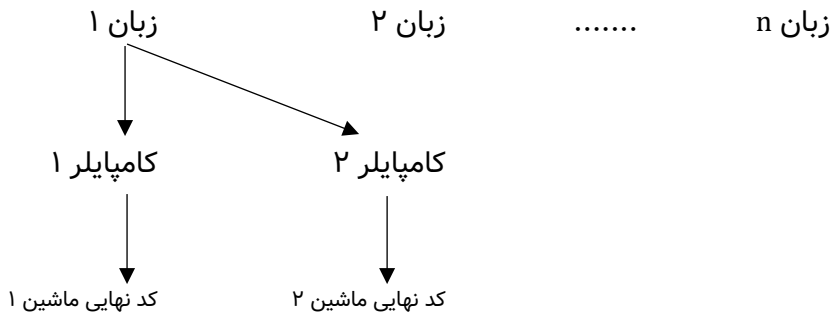 زبان ۱ زبان ۲ ....... زبان n
کامپایلر ۱ کامپایلر ۲
کد نهایی ماشین ۱ کد نهایی ماشین ۲